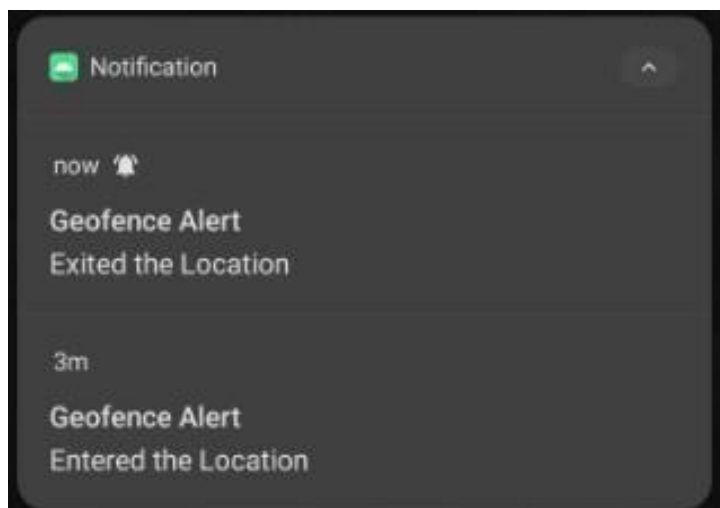 Notification
now
Geofence Alert
Exited the Location
3m
Geofence Alert
Entered the Location